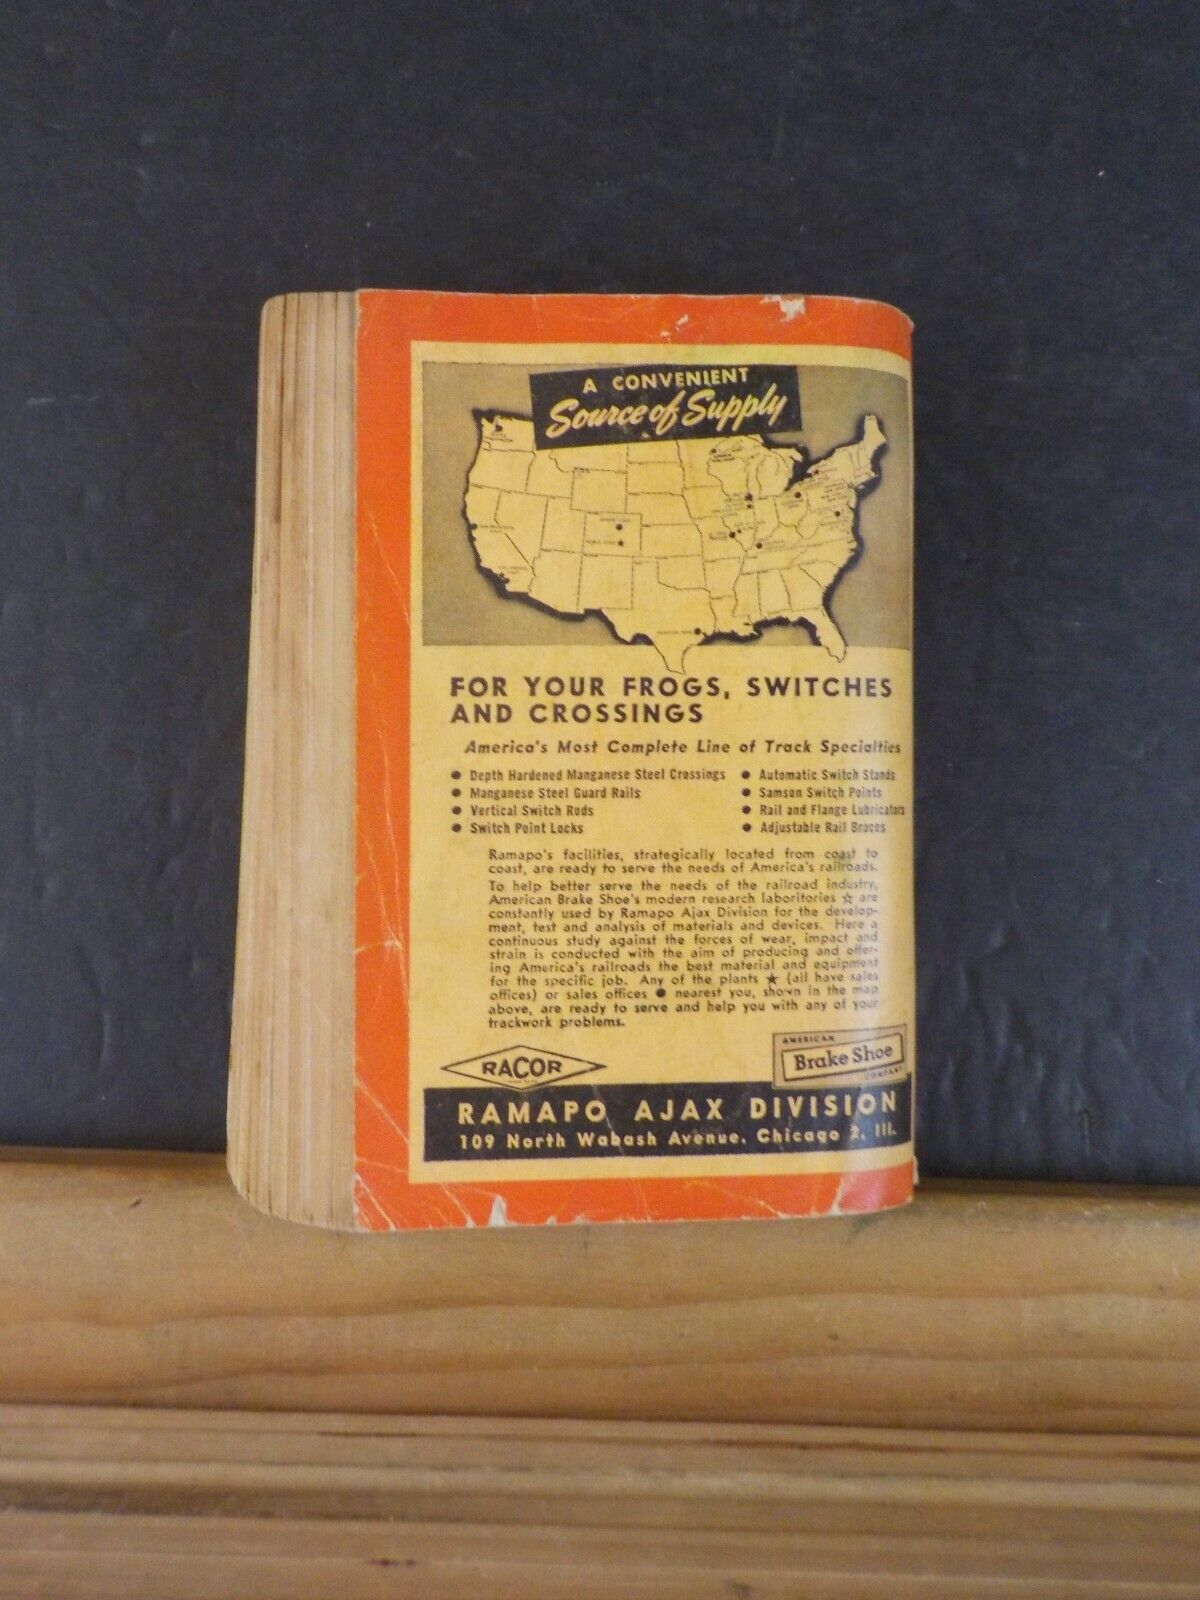 A CONVENIENT
Source of Supply
FOR YOUR FROGS, SWITCHES
AND CROSSINGS
America's Most Complete Line of Track Specialties
● Depth Hardened Manganese Steel Crossings
● Manganese Steel Guard Rails
● Vertical Switch Rods
● Switch Point Locks
● Automatic Switch Stands
● Samson Switch Points
● Rail and Flange Lubricators
● Adjustable Rail Braces
Ramapo's facilities, strategically located from coast to
coast, are ready to serve the needs of America's railroads.
To help better serve the needs of the railroad industry,
American Brake Shoe's modern research laboritories ☆ are
constantly used by Ramapo Ajax Division for the develop-
ment, test and analysis of materials and devices. Here a
continuous study against the forces of wear, impact and
strain is conducted with the aim of producing and offer-
ing America's railroads the best material and equipment
for the specific job. Any of the plants ★ (all have sales
offices) or sales offices ● nearest you, shown in the map
above, are ready to serve and help you with any of your
trackwork problems.
RACOR
AMERICAN
Brake Shoe
COMPANY
RAMAPO AJAX DIVISION
109 North Wabash Avenue, Chicago 2, Ill.